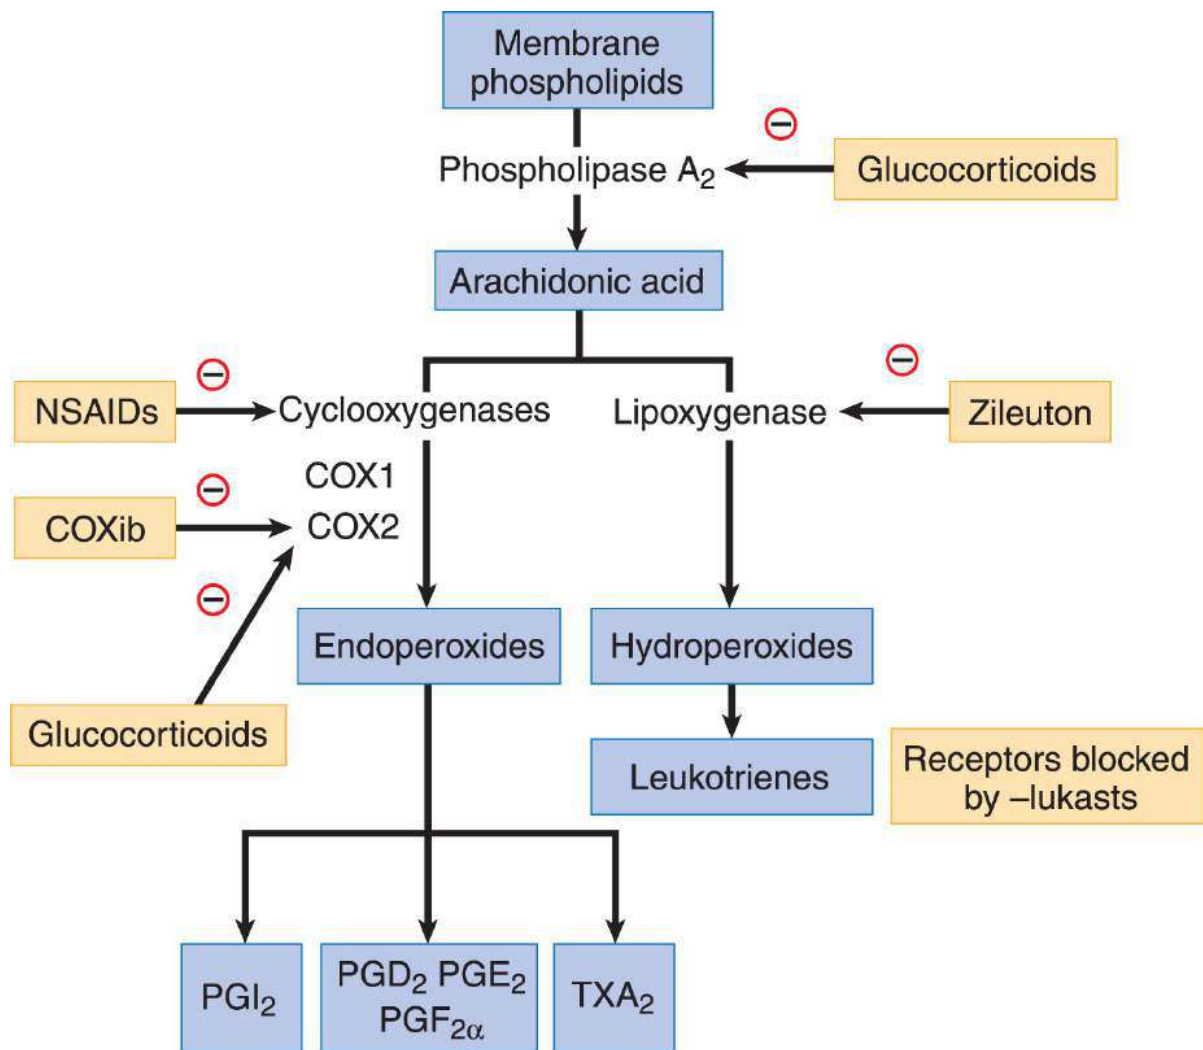 Membrane
phospholipids
Phospholipase A₂
Glucocorticoids
Arachidonic acid
NSAIDs
Cyclooxygenases
Lipoxygenase
Zileuton
COX1
COXib
COX2
Endoperoxides
Hydroperoxides
Glucocorticoids
Leukotrienes
Receptors blocked
by –lukasts
PGI₂
PGD₂ PGE₂
PGF₂α
TXA₂